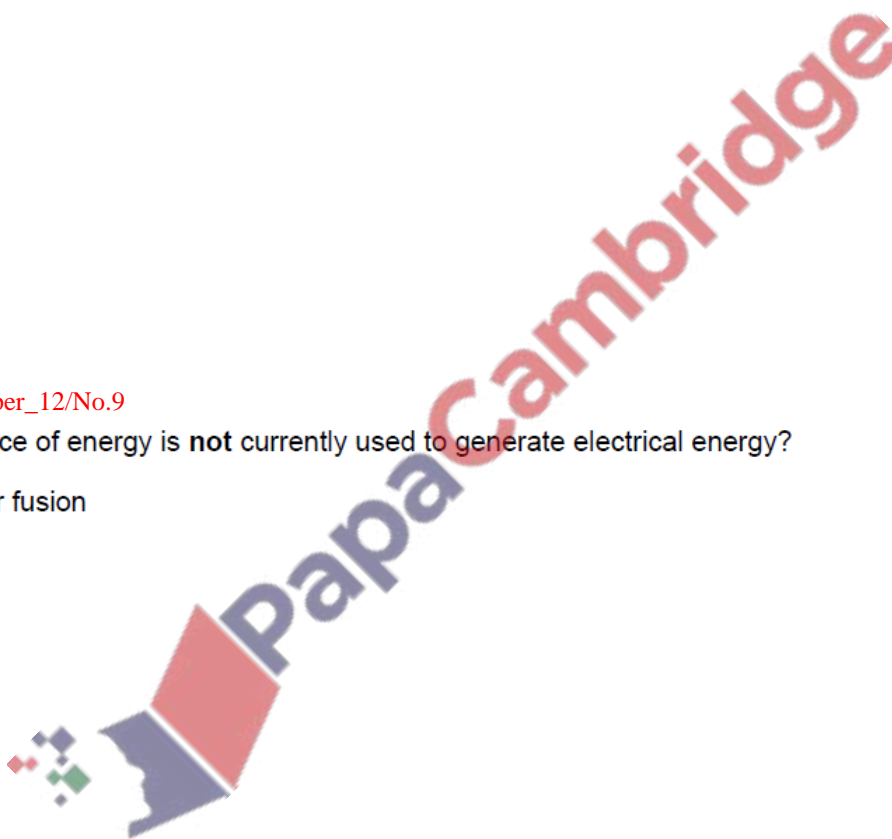 per_12/No.9
ce of energy is not currently used to generate electrical energy?
r fusion
PapaCambridge